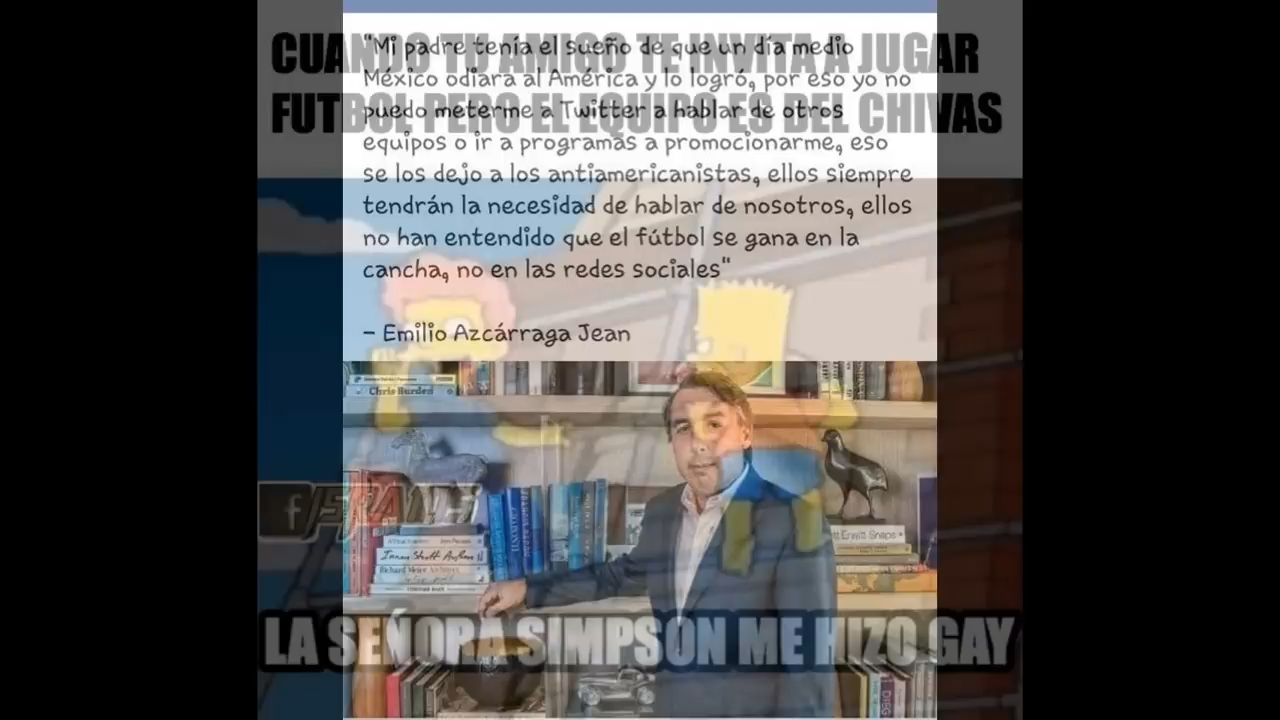 CUANDO TU AMIGO TE INVITA A JUGAR
FUTBOL PERO EL EQUIPO ES DEL CHIVAS
"Mi padre tenía el sueño de que un día medio
México odiara al América y lo logró, por eso yo no
puedo meterme a Twitter a hablar de otros
equipos o ir a programas a promocionarme, eso
se los dejo a los antiamericanistas, ellos siempre
tendrán la necesidad de hablar de nosotros, ellos
no han entendido que el fútbol se gana en la
cancha, no en las redes sociales"
- Emilio Azcárraga Jean
Chris Burden
Richard Meier
LA SEÑORA SIMPSON ME HIZO GAY